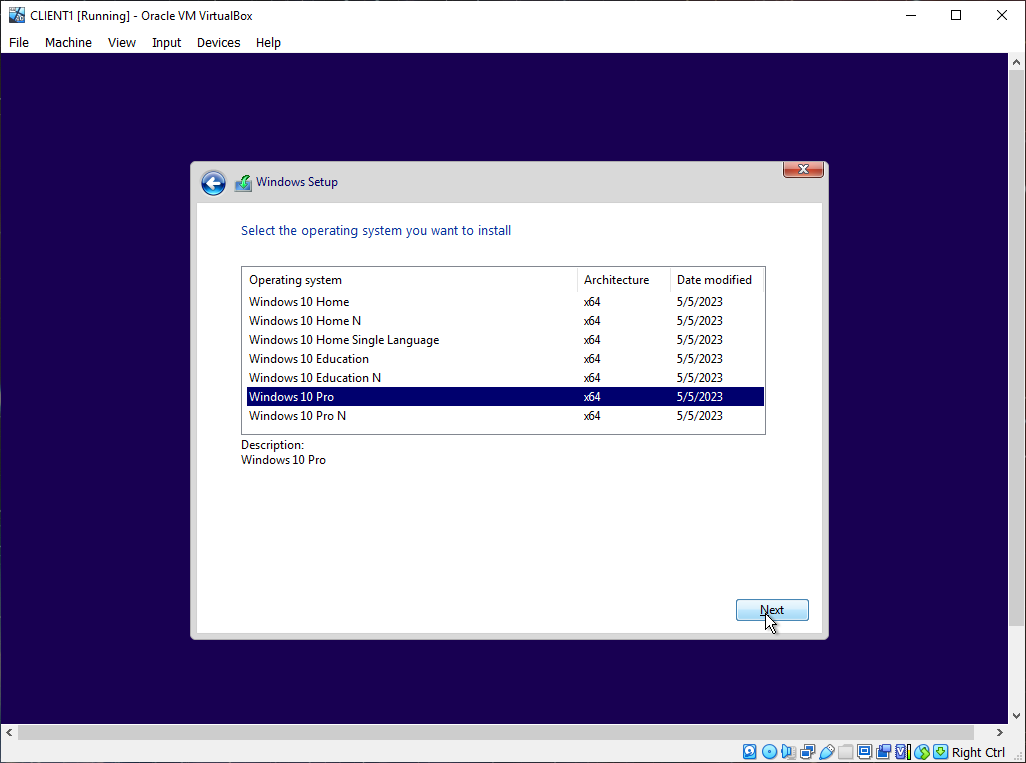 CLIENT1 [Running] - Oracle VM VirtualBox
File Machine View Input Devices Help
Windows Setup
Select the operating system you want to install
Operating system Architecture Date modified
Windows 10 Home x64 5/5/2023
Windows 10 Home N x64 5/5/2023
Windows 10 Home Single Language x64 5/5/2023
Windows 10 Education x64 5/5/2023
Windows 10 Education N x64 5/5/2023
Windows 10 Pro x64 5/5/2023
Windows 10 Pro N x64 5/5/2023
Description:
Windows 10 Pro
Next
Right Ctrl